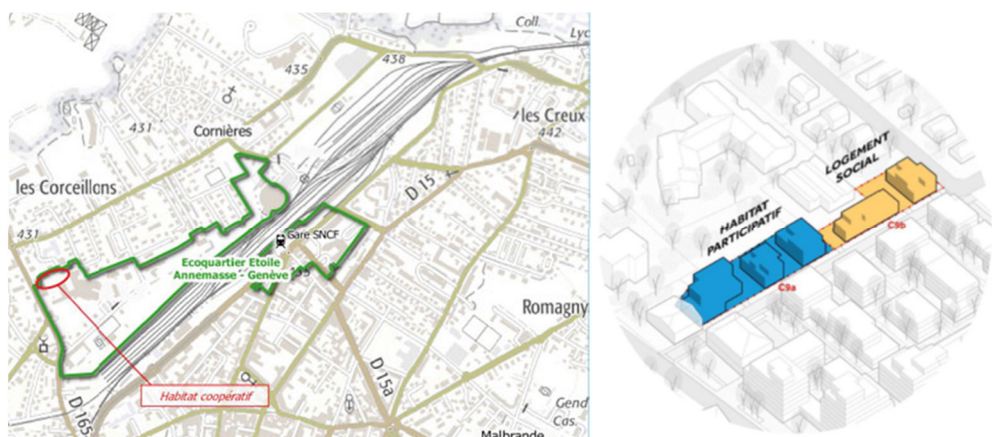 Coll.
Lyc
438
435
les Creux
442
431
Cornières
D 15
les Corceillons
431
Gare SNCF
Ecoquartier Etoile
Annemasse - Genève
Romagny
Habitat coopératif
D 165
D 15a
Gend
Cas.
Malbrande
LOGEMENT
SOCIAL
HABITAT
PARTICIPATIF
C9b
C9a